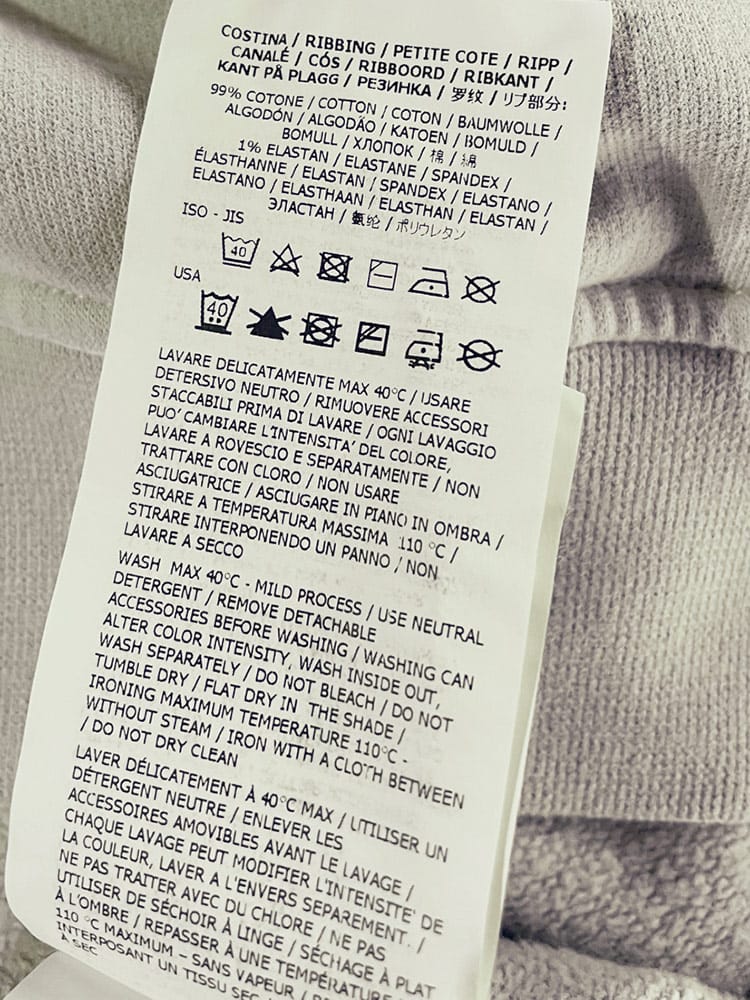 COSTINA / RIBBING / PETITE COTE / RIPP /
CANALÉ / CÓS / RIBBOORD / RIBKANT /
KANT PÅ PLAGG / РЕЗИНКА / 罗纹 / リブ部分:
99% COTONE / COTTON / COTON / BAUMWOLLE /
ALGODÓN / ALGODÃO / KATOEN / BOMULD /
BOMULL / ХЛОПОК / 棉 / 綿
1% ELASTAN / ELASTANE / SPANDEX /
ÉLASTHANNE / ELASTAN / SPANDEX / ELASTANO /
ELASTANO / ELASTHAAN / ELASTHAN / ELASTAN /
ЭЛАСТАН / 氨纶 / ポリウレタン
ISO - JIS
40
USA
40
LAVARE DELICATAMENTE MAX 40°C / USARE
DETERSIVO NEUTRO / RIMUOVERE ACCESSORI
STACCABILI PRIMA DI LAVARE / OGNI LAVAGGIO
PUO' CAMBIARE L'INTENSITA' DEL COLORE,
LAVARE A ROVESCIO E SEPARATAMENTE / NON
TRATTARE CON CLORO / NON USARE
ASCIUGATRICE / ASCIUGARE IN PIANO IN OMBRA /
STIRARE A TEMPERATURA MASSIMA 110 °C /
STIRARE INTERPONENDO UN PANNO / NON
LAVARE A SECCO
WASH MAX 40°C - MILD PROCESS / USE NEUTRAL
DETERGENT / REMOVE DETACHABLE
ACCESSORIES BEFORE WASHING / WASHING CAN
ALTER COLOR INTENSITY, WASH INSIDE OUT,
WASH SEPARATELY / DO NOT BLEACH / DO NOT
TUMBLE DRY / FLAT DRY IN THE SHADE /
IRONING MAXIMUM TEMPERATURE 110°C -
WITHOUT STEAM / IRON WITH A CLOTH BETWEEN
/ DO NOT DRY CLEAN
LAVER DÉLICATEMENT À 40°C MAX / UTILISER UN
DÉTERGENT NEUTRE / ENLEVER LES
ACCESSOIRES AMOVIBLES AVANT LE LAVAGE /
CHAQUE LAVAGE PEUT MODIFIER L'INTENSITE' DE
LA COULEUR, LAVER A L'ENVERS SEPAREMENT. /
NE PAS TRAITER AVEC DU CHLORE / NE PAS
UTILISER DE SÉCHOIR À LINGE / SÉCHAGE À PLAT
À L'OMBRE / REPASSER À UNE TEMPÉRATURE
110 °C MAXIMUM – SANS VAPEUR /
INTERPOSANT UN TISSU SEC
À SEC